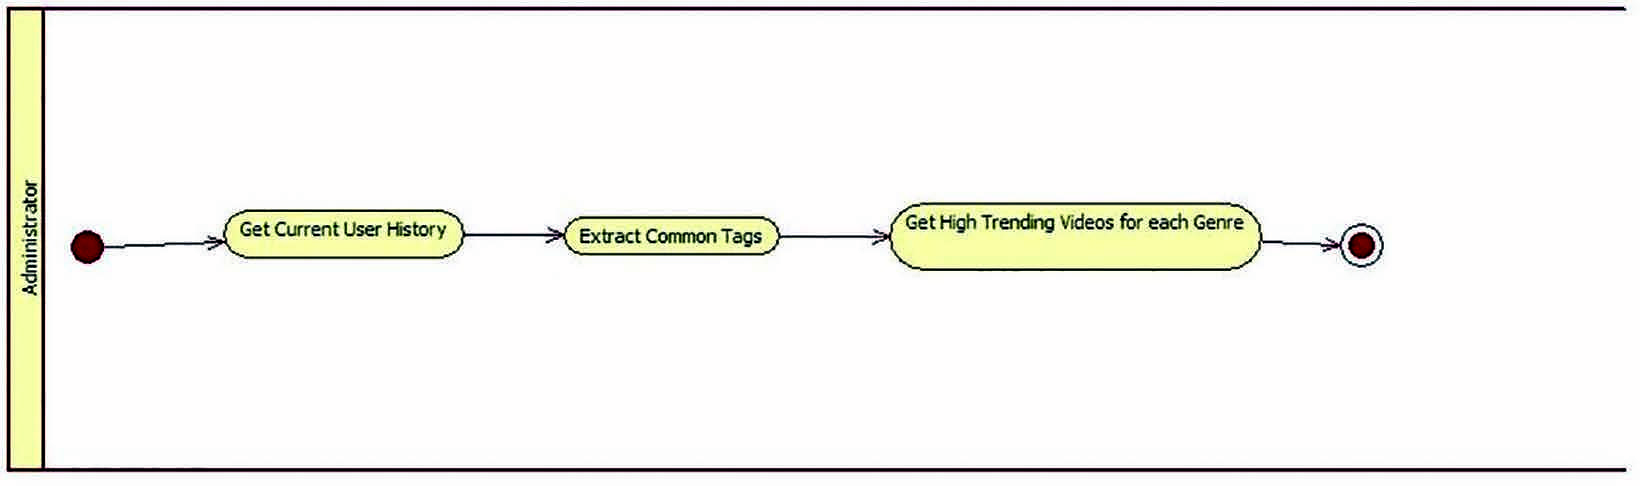 Administrator
Get Current User History
Extract Common Tags
Get High Trending Videos for each Genre